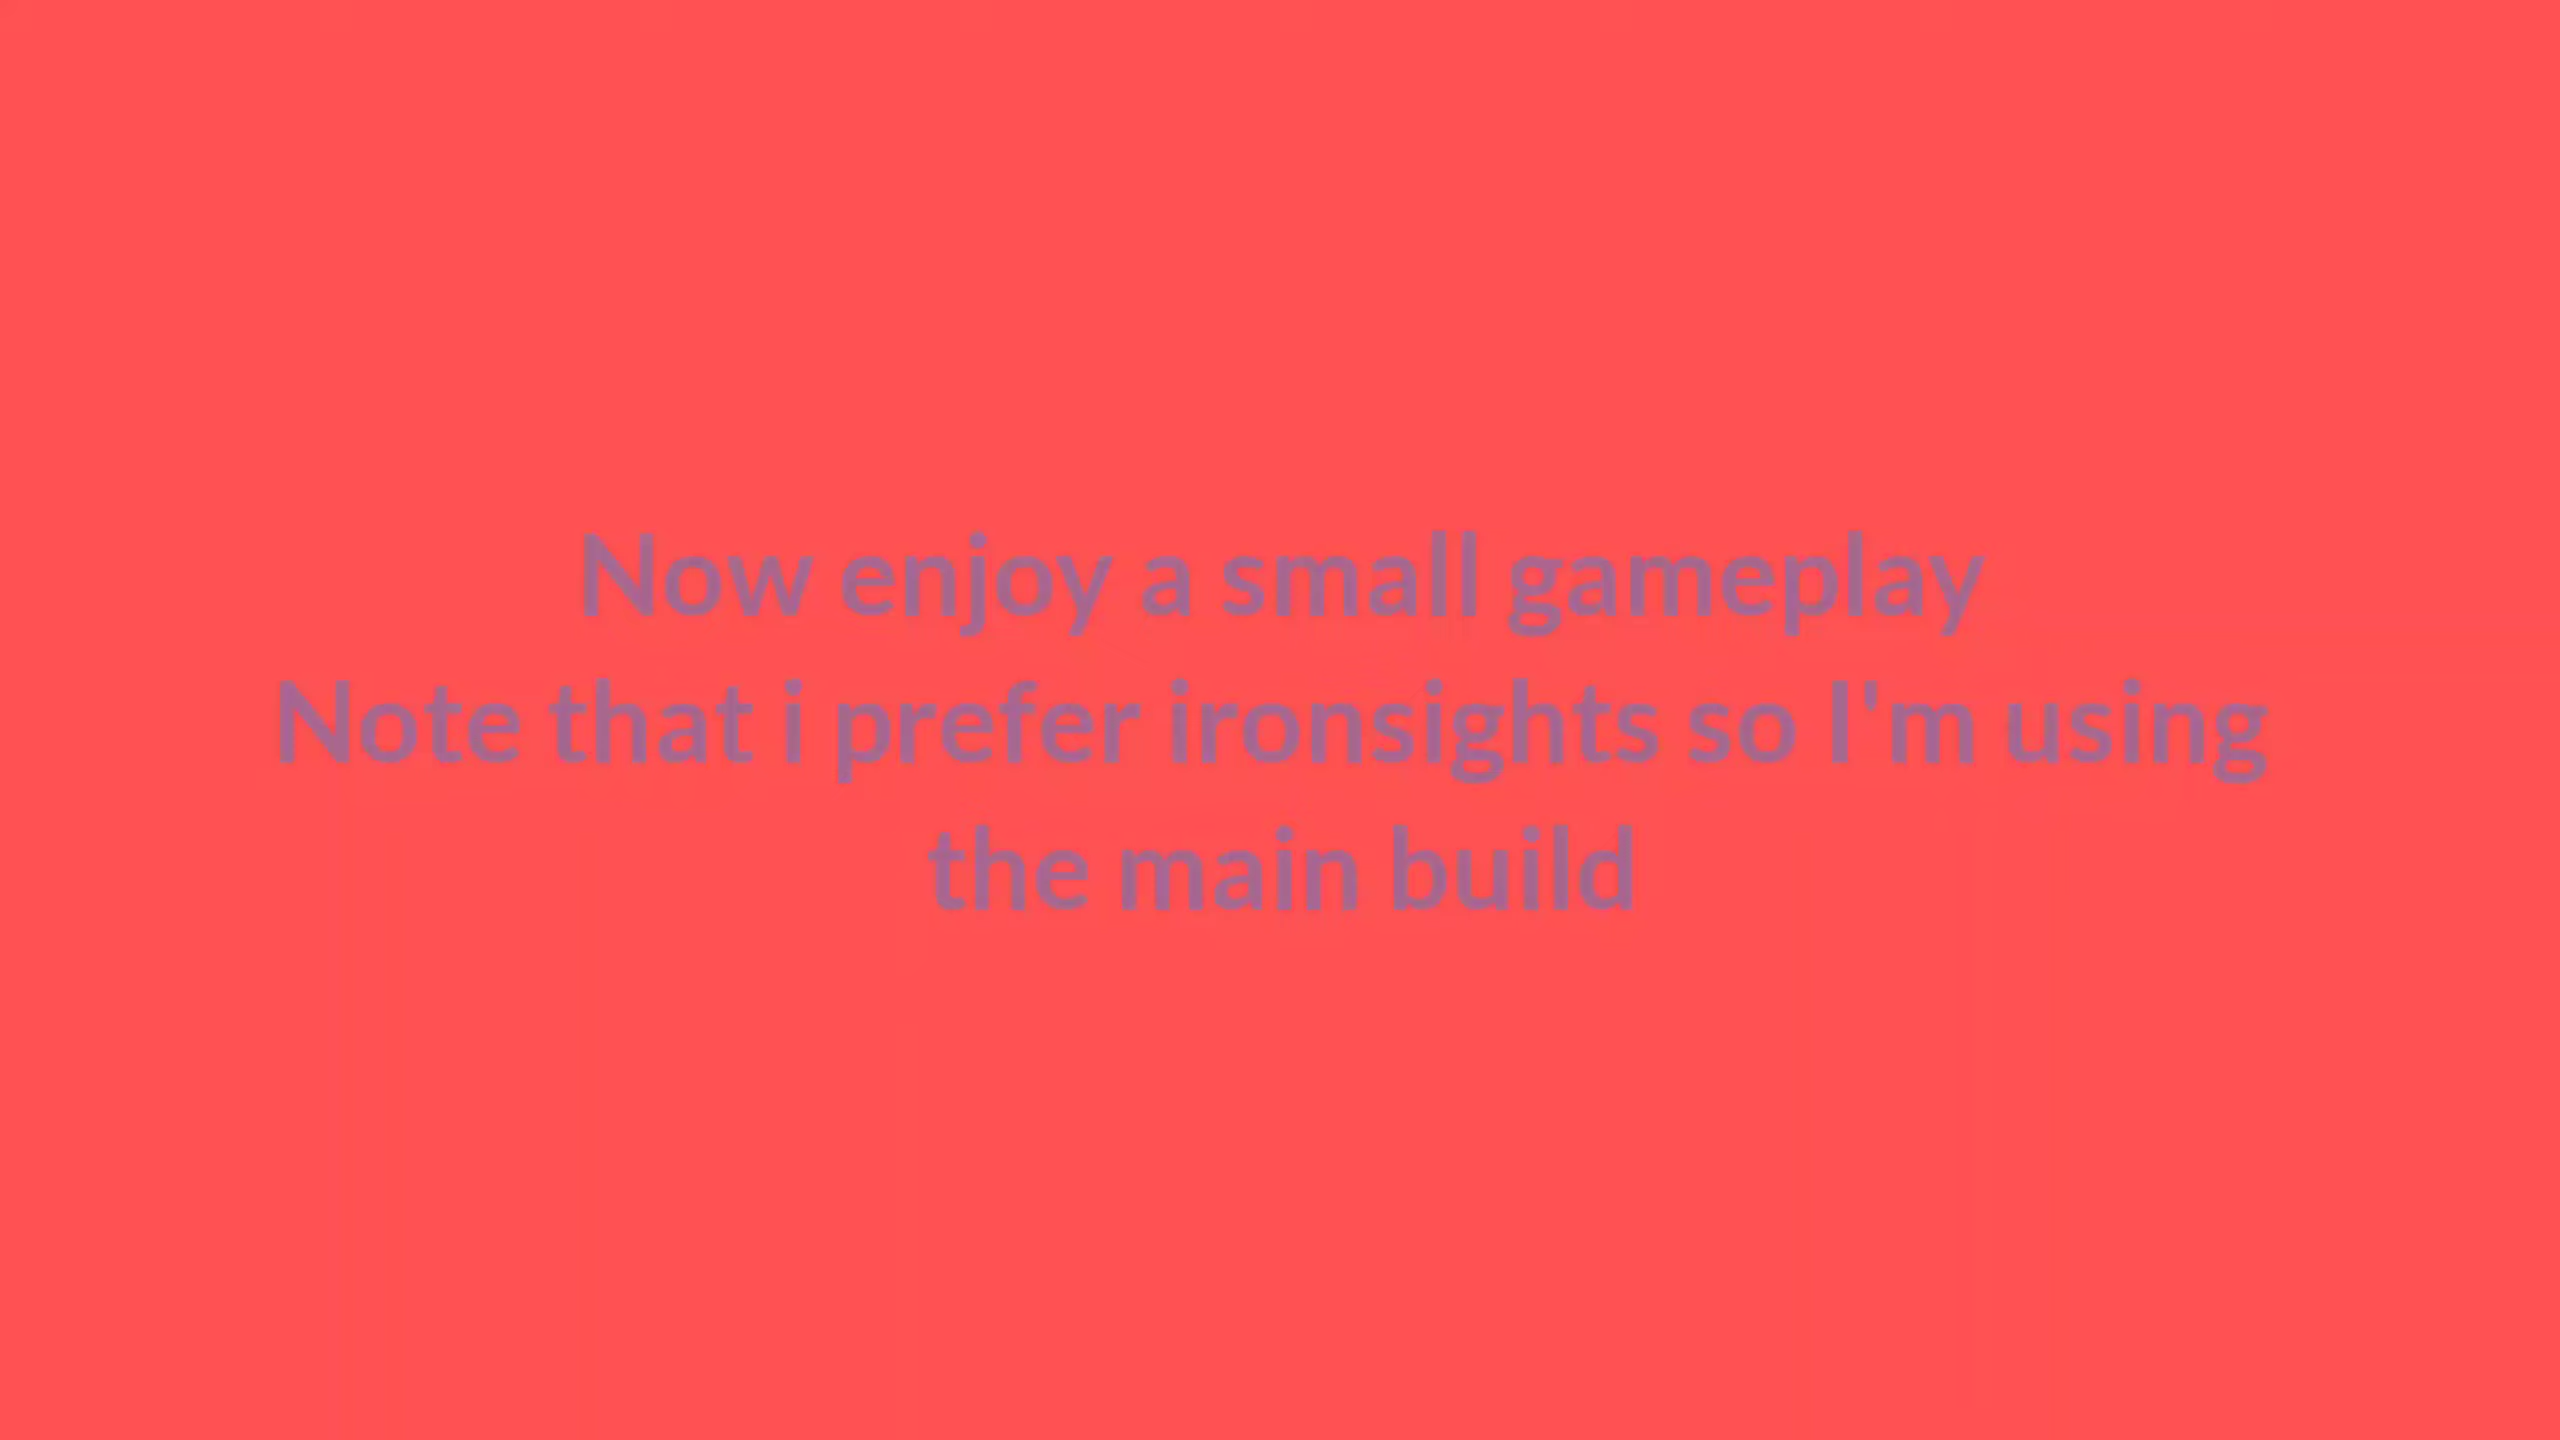 Now enjoy a small gameplay
Note that i prefer ironsights so I'm using
the main build